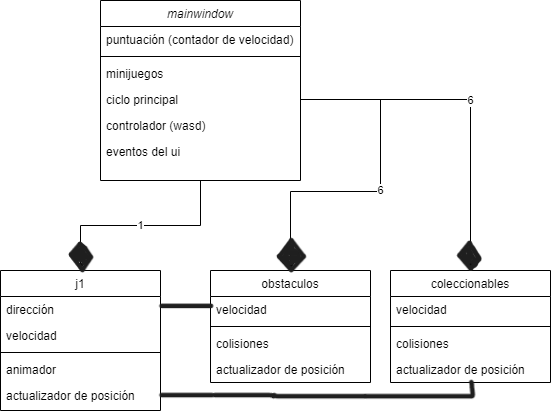 mainwindow
puntuación (contador de velocidad)
minijuegos
ciclo principal
controlador (wasd)
eventos del ui
6
6
1
j1
dirección
velocidad
animador
actualizador de posición
obstaculos
velocidad
colisiones
actualizador de posición
coleccionables
velocidad
colisiones
actualizador de posición